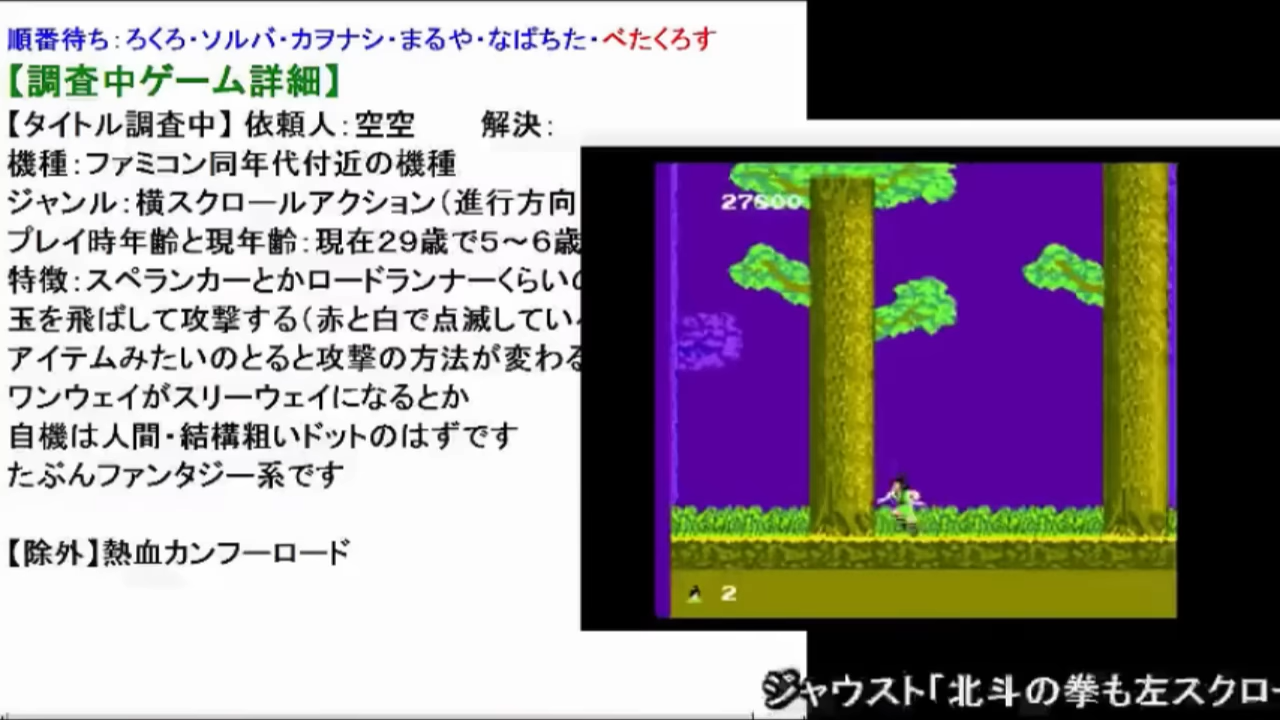 順番待ち：ろくろ・ソルバ・カヲナシ・まるや・なぱちた・べたくろす
【調査中ゲーム詳細】
【タイトル調査中】 依頼人：空空　　解決：
機種：ファミコン同年代付近の機種
ジャンル：横スクロールアクション（進行方向
プレイ時年齢と現年齢：現在29歳で5～6歳
特徴：スペランカーとかロードランナーくらいの
玉を飛ばして攻撃する（赤と白で点滅してい
アイテムみたいのとると攻撃の方法が変わる
ワンウェイがスリーウェイになるとか
自機は人間・結構粗いドットのはずです
たぶんファンタジー系です
【除外】熱血カンフーロード
27600
2
ジャウスト「北斗の拳も左スクロー